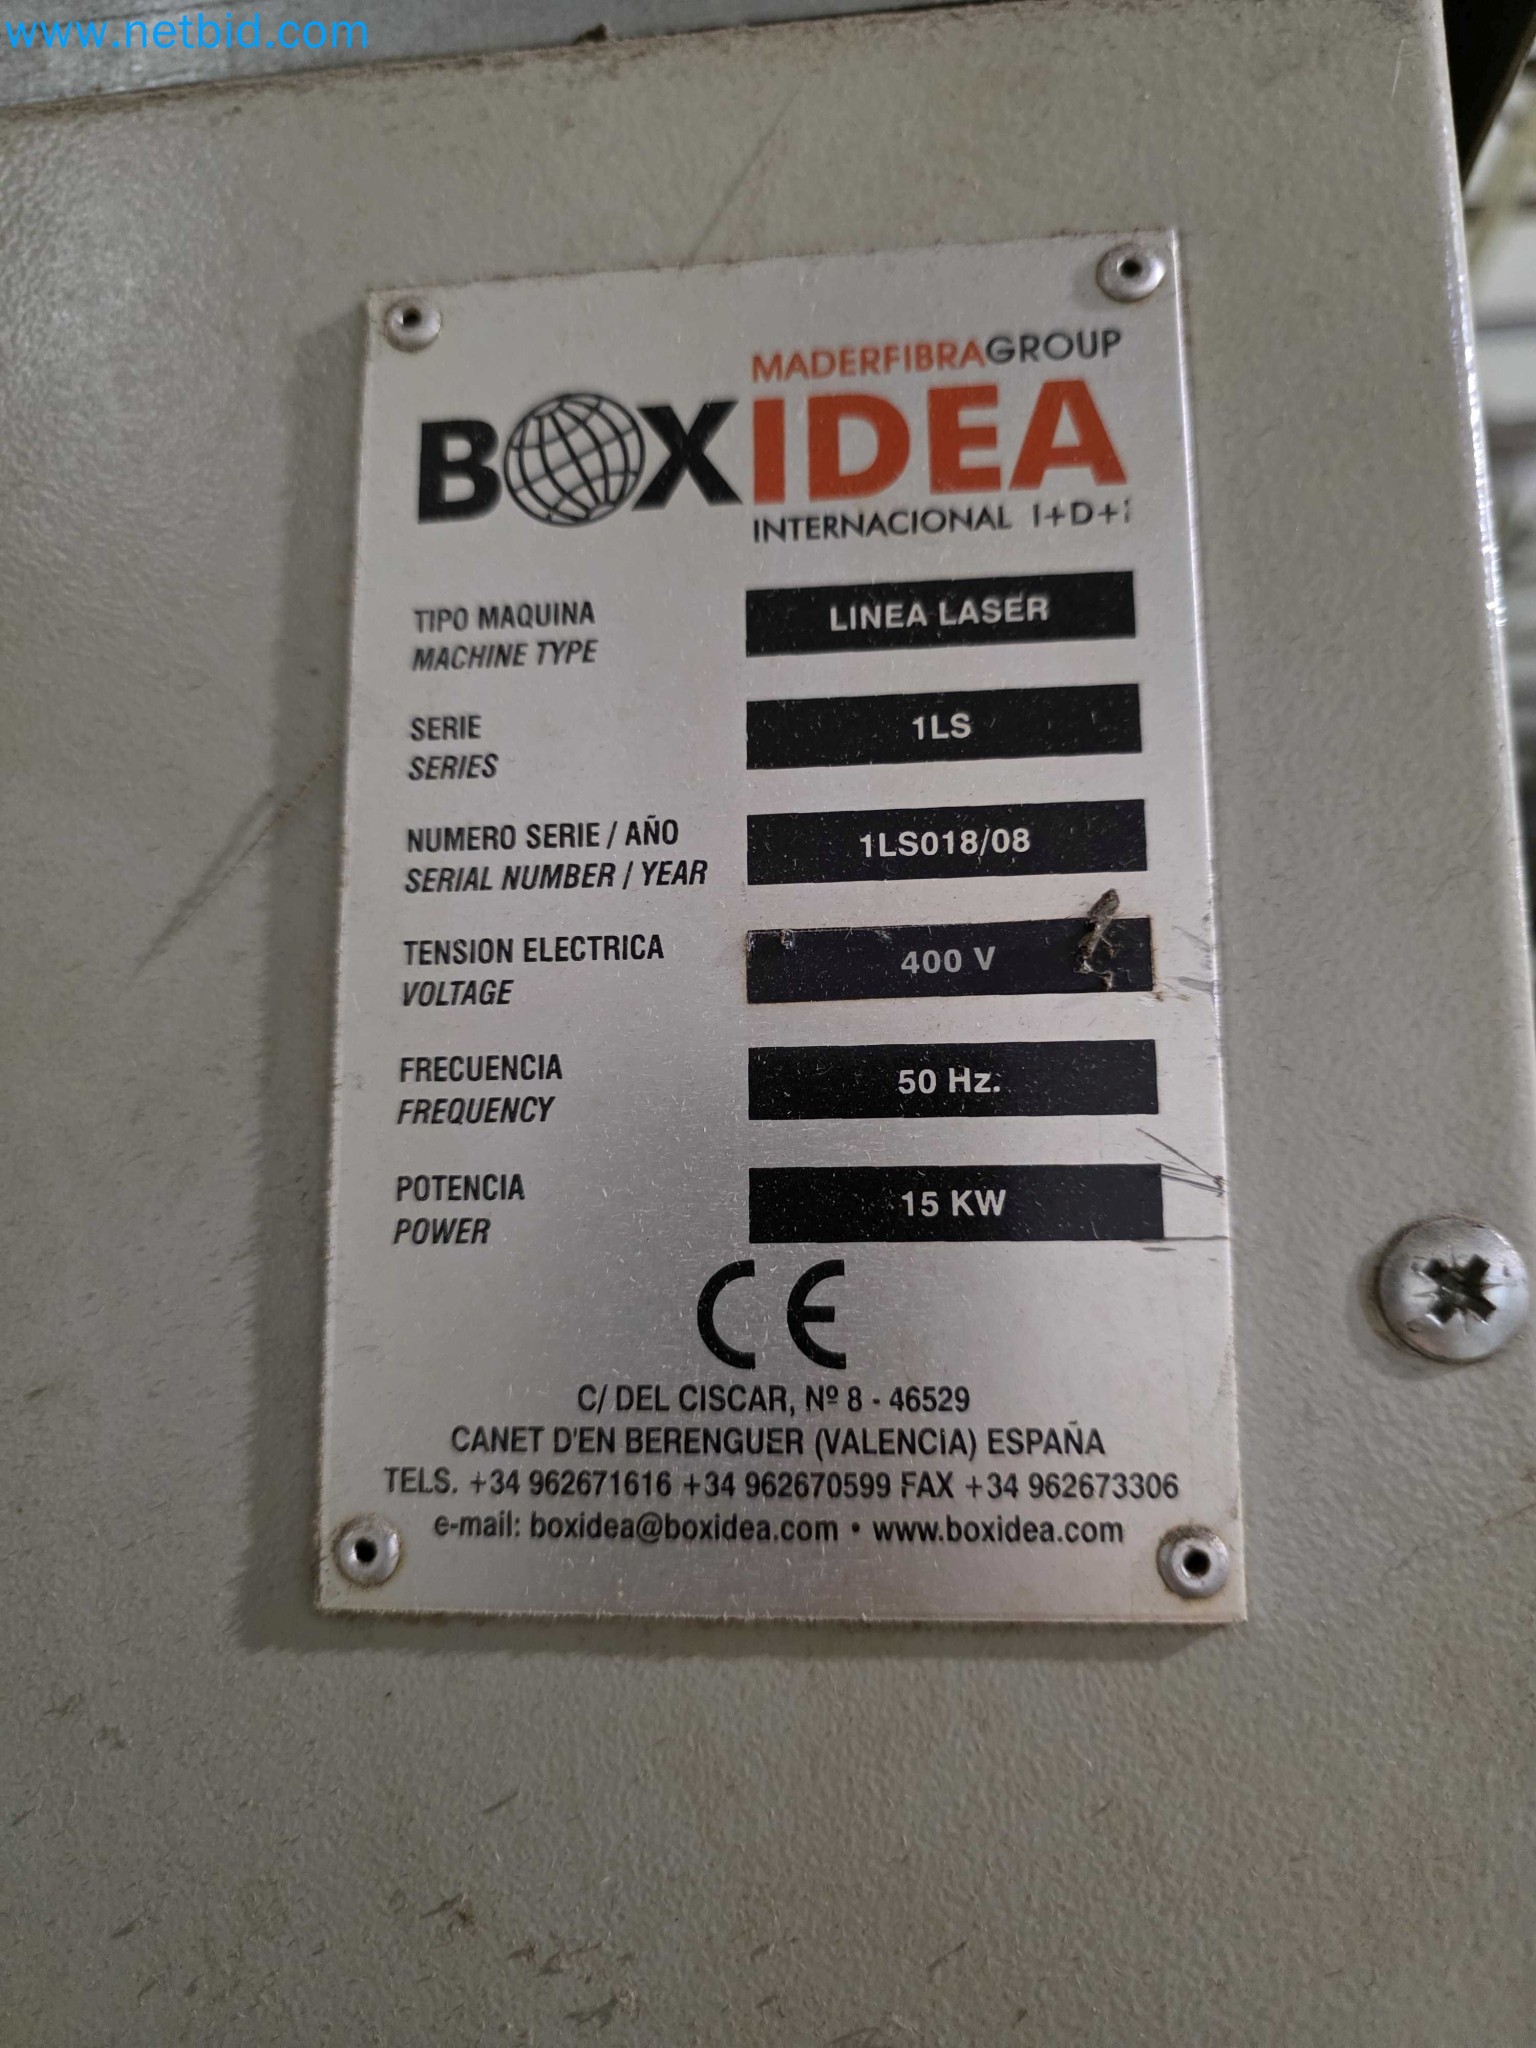 www.netbid.com
MADERFIBRAGROUP
BOXIDEA
INTERNACIONAL I+D+i
TIPO MAQUINA
MACHINE TYPE
LINEA LASER
SERIE
SERIES
1LS
NUMERO SERIE / AÑO
SERIAL NUMBER / YEAR
1LS018/08
TENSION ELECTRICA
VOLTAGE
400 V
FRECUENCIA
FREQUENCY
50 Hz.
POTENCIA
POWER
15 KW
CE
C/ DEL CISCAR, Nº 8 - 46529
CANET D'EN BERENGUER (VALENCIA) ESPAÑA
TELS. +34 962671616 +34 962670599 FAX +34 962673306
e-mail: boxidea@boxidea.com • www.boxidea.com